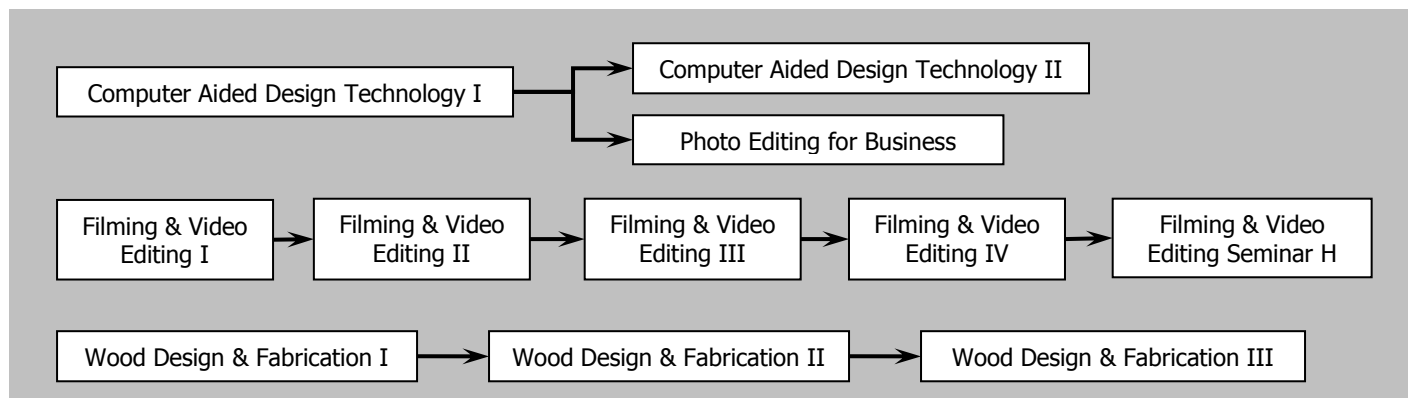 Computer Aided Design Technology I
Computer Aided Design Technology II
Photo Editing for Business
Filming & Video
Editing I
Filming & Video
Editing II
Filming & Video
Editing III
Filming & Video
Editing IV
Filming & Video
Editing Seminar H
Wood Design & Fabrication I
Wood Design & Fabrication II
Wood Design & Fabrication III